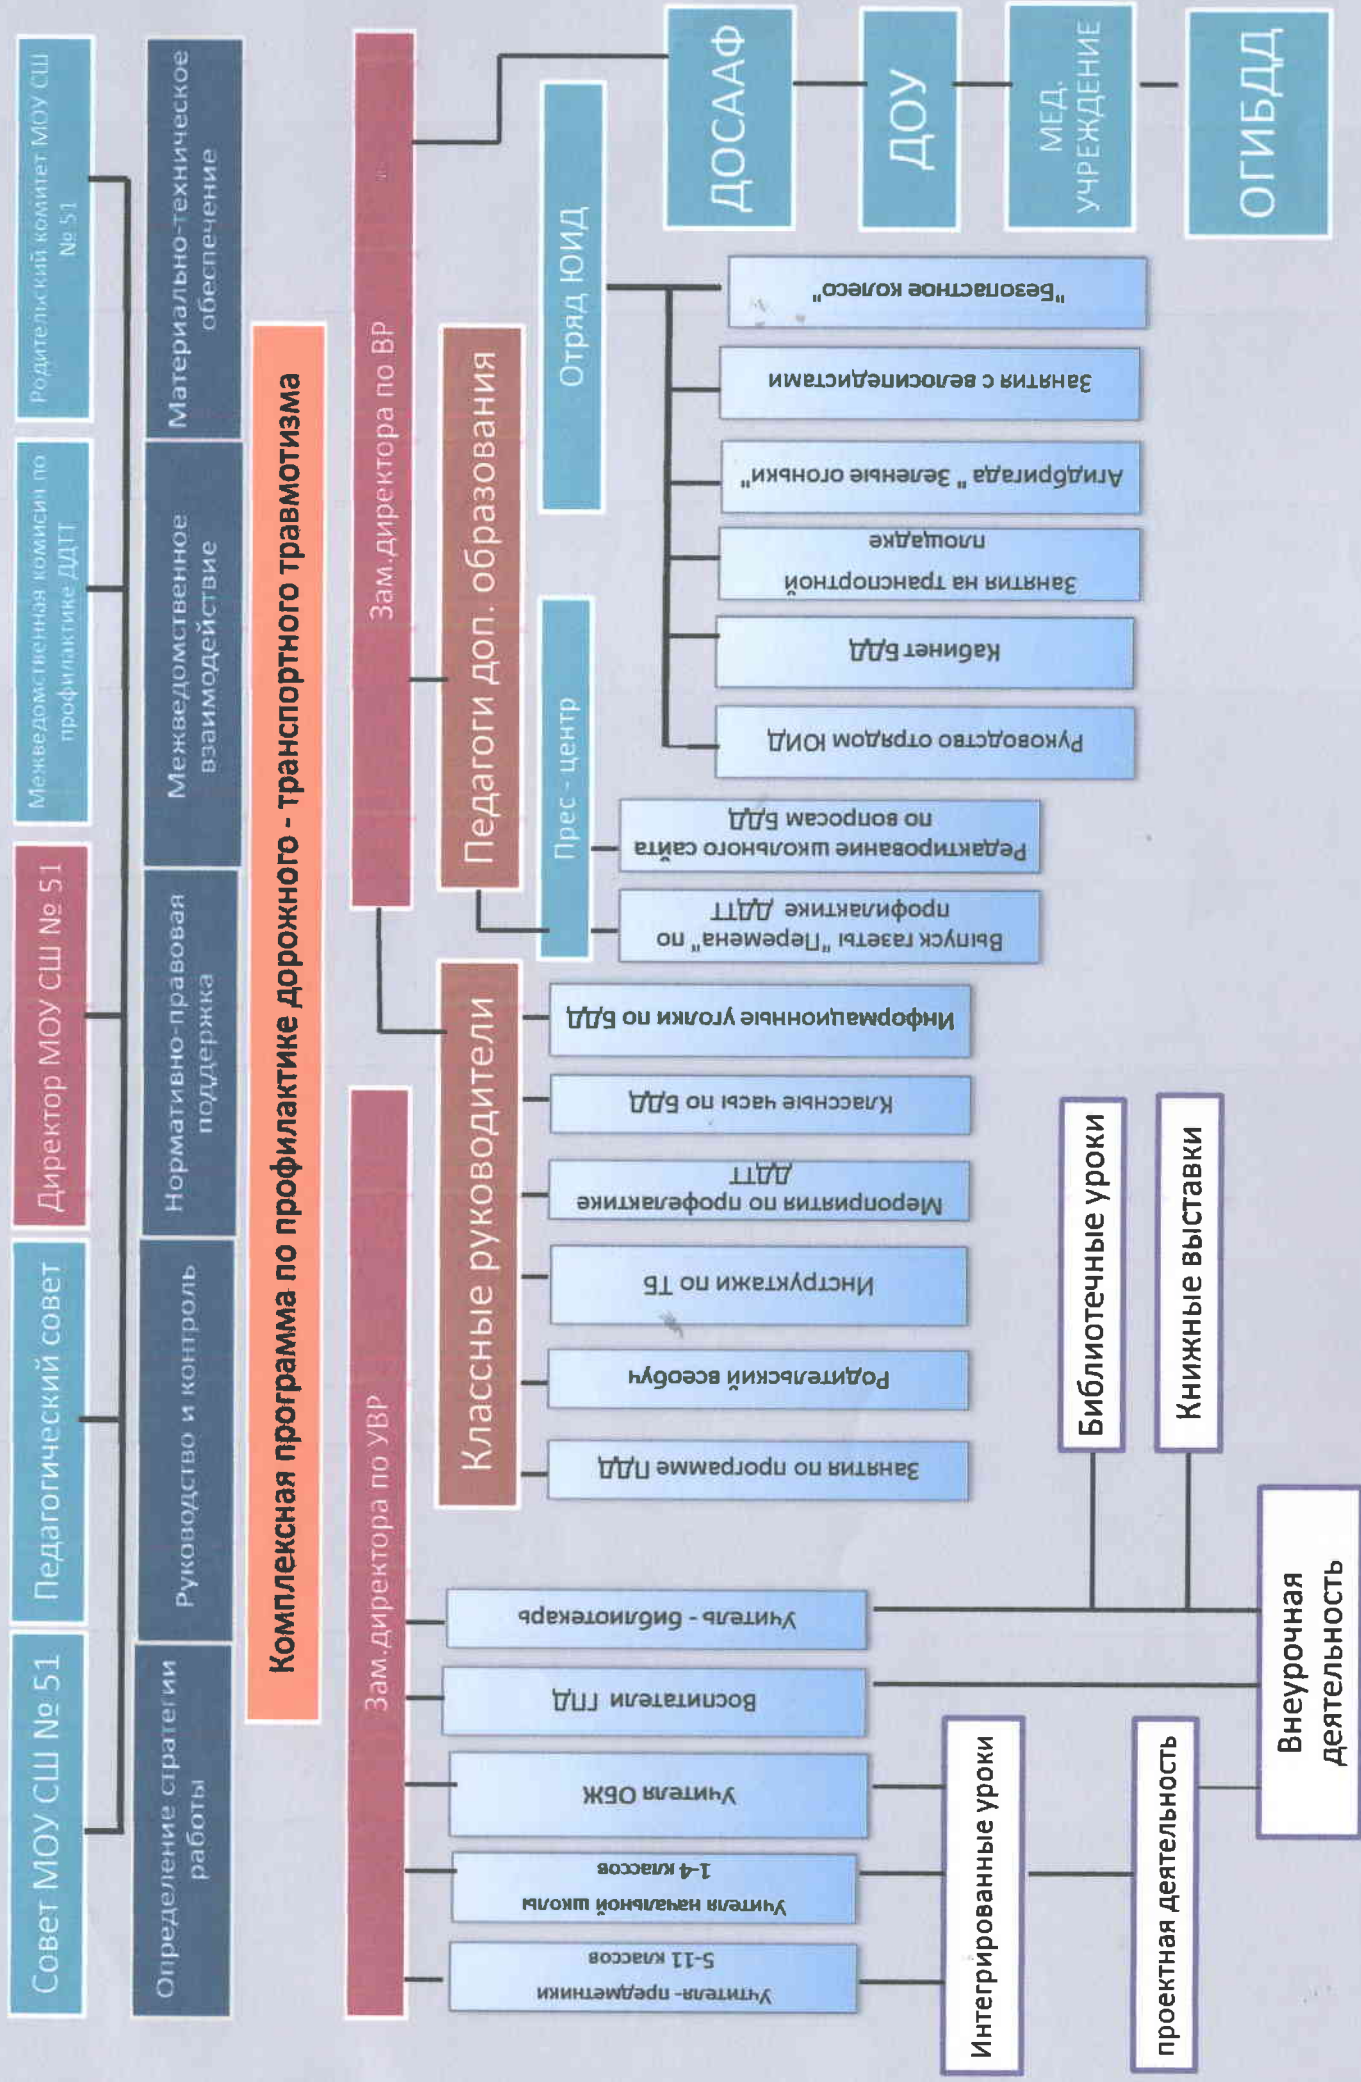 Совет МОУ СШ № 51
Педагогический совет
Директор МОУ СШ № 51
Межведомственная комисия по
профилактике ДДТТ
Родительский комитет МОУ СШ
№ 51
Определение стратегии
работы
Руководство и контроль
Нормативно-правовая
поддержка
Межведомственное
взаимодействие
Материально-техническое
обеспечение
Комплексная программа по профилактике дорожного - транспортного травмотизма
Зам.директора по УВР
Зам.директора по ВР
Учтитея- предметники
5-11 классов
Учителя начальной школы
1-4 классов
Учителя ОБЖ
Воспитатели ГПД
Учитель - библиотекарь
Интегрированные уроки
проектная деятельность
Внеурочная
деятельность
Библиотечные уроки
Книжные выставки
Классные руководители
Занятия по программе ПДД
Родительский всеобуч
Инструктажи по ТБ
Мероприятия по профелактике
ДДТТ
Классные часы по БДД
Информационные уголки по БДД
Педагоги доп. образования
Прес - центр
Выпуск газеты "Перемена" по
профилактике ДДТТ
Редактирование школьного сайта
по вопросам БДД
Отряд ЮИД
Руководство отрядом ЮИД
Кабинет БДД
Занятия на транспортной
площадке
Агидбригада " Зеленые огоньки"
Занятия с велосипедистами
"Безопастное колесо"
ДОСААФ
ДОУ
МЕД.
УЧРЕЖДЕНИЕ
ОГИБДД